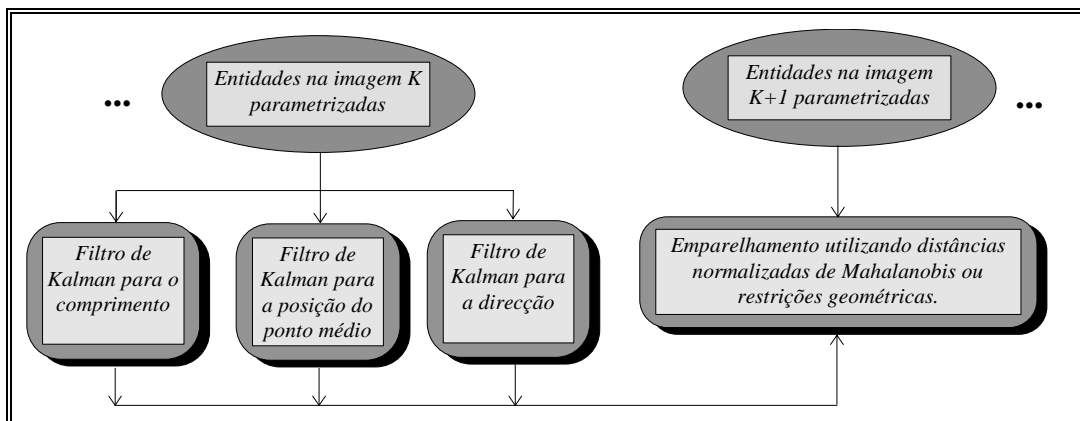 Entidades na imagem K
parametrizadas
...
Entidades na imagem
K+1 parametrizadas
...
Filtro de
Kalman para o
comprimento
Filtro de
Kalman para
a posição do
ponto médio
Filtro de
Kalman para
a direcção
Emparelhamento utilizando distâncias
normalizadas de Mahalanobis ou
restrições geométricas.